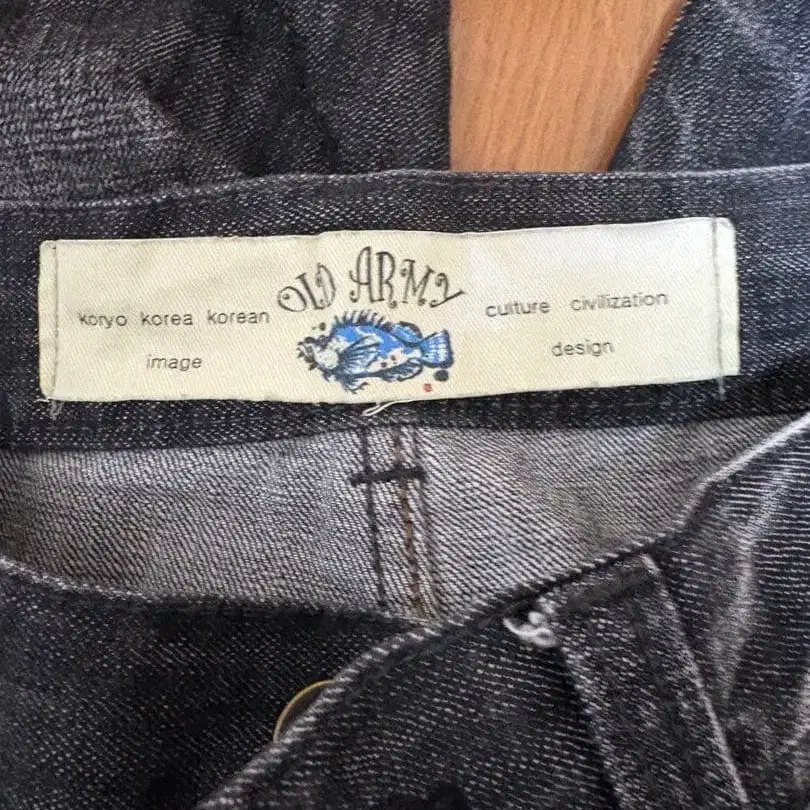 OLD ARMY
koryo korea korean
image
culture civilization
design